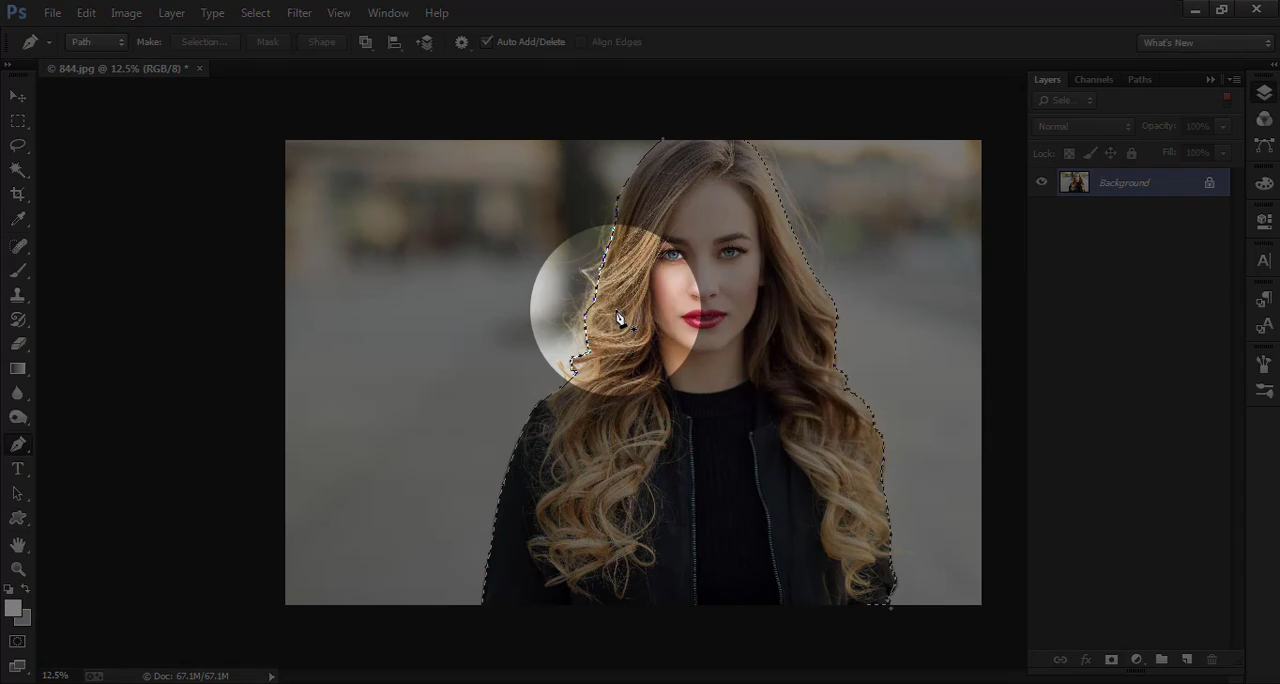 Ps File Edit Image Layer Type Select Filter View Window Help
Path Make: Selection... Mask Shape Auto Add/Delete Align Edges What's New
© 844.jpg @ 12.5% (RGB/8) * ×
Layers Channels Paths
Sele...
Normal Opacity: 100%
Lock: Fill: 100%
Background
12.5% © Doc: 67.1M/67.1M